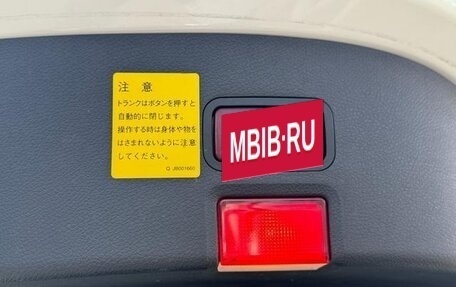 注 意
トランクはボタンを押すと
自動的に閉じます。
操作する時は身体や物を
はさまれないように注意
してください。
MBIB·RU